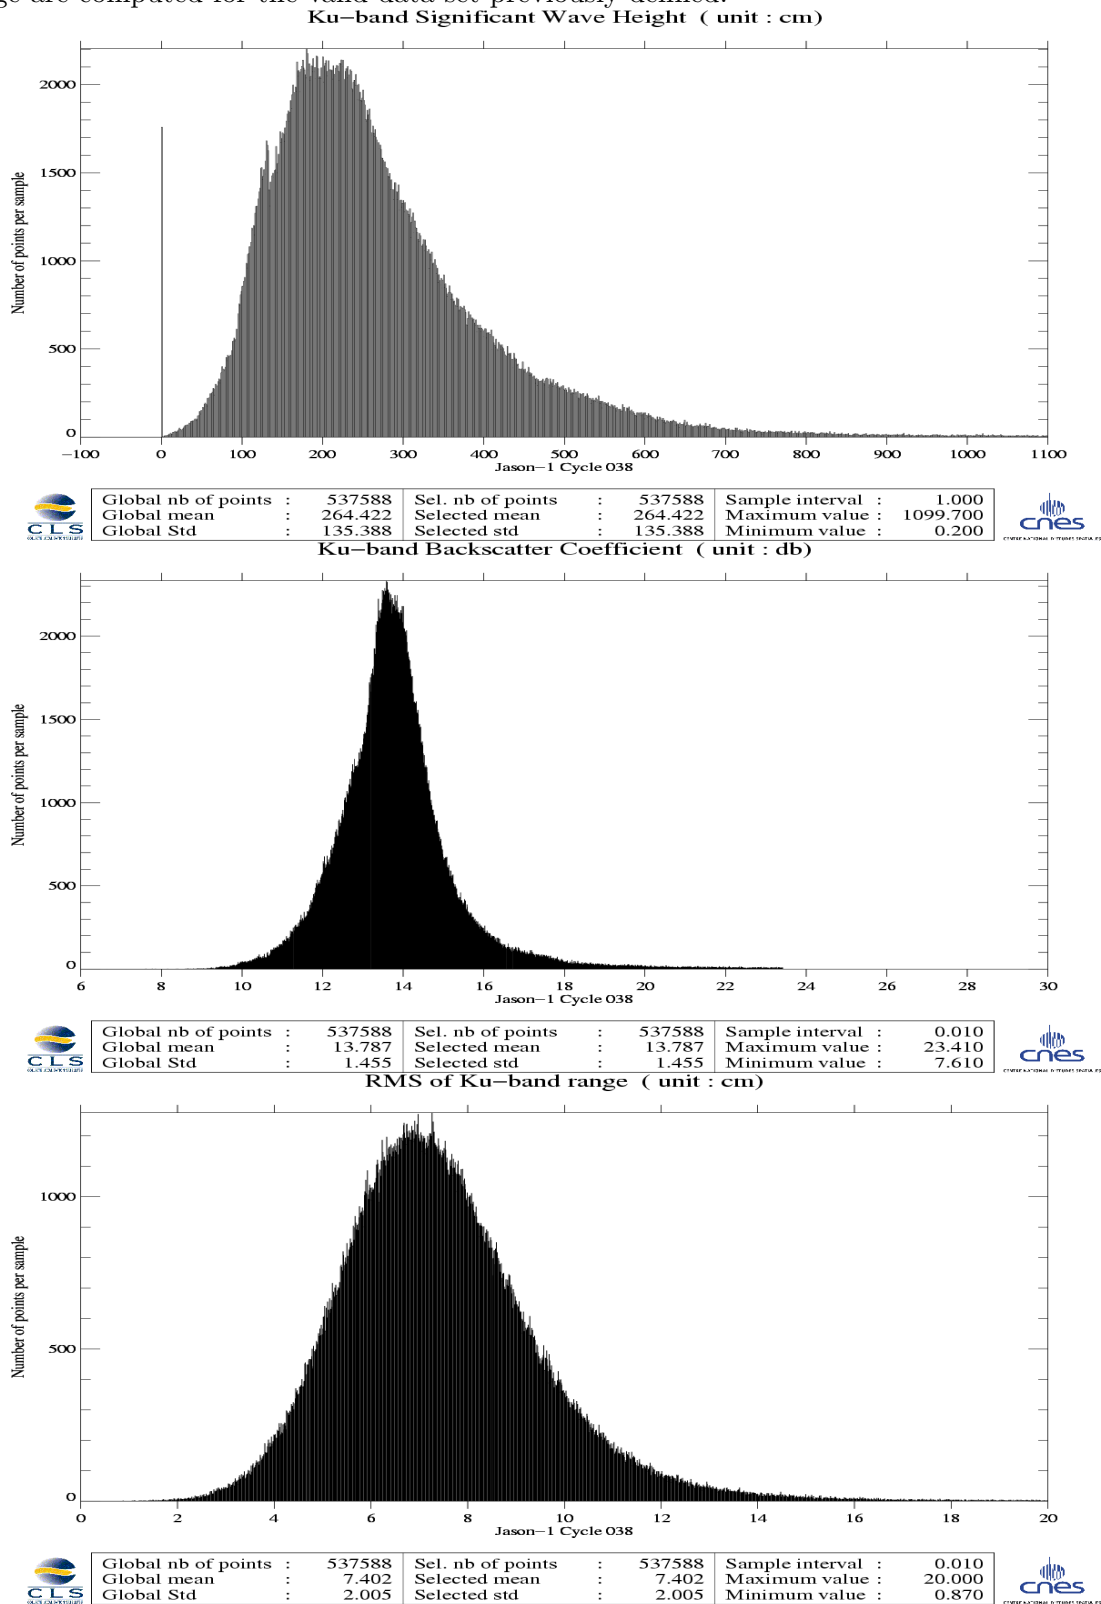 ge are computed for the valid data set previously defined.
Ku-band Significant Wave Height ( unit : cm)
Number of points per sample
2000
1500
1000
500
0
-100 0 100 200 300 400 500 600 700 800 900 1000 1100
Jason-1 Cycle 038
CLS
Global nb of points : 537588 Sel. nb of points : 537588 Sample interval : 1.000
Global mean : 264.422 Selected mean : 264.422 Maximum value : 1099.700
Global Std : 135.388 Selected std : 135.388 Minimum value : 0.200
cnes
Ku-band Backscatter Coefficient ( unit : db)
Number of points per sample
2000
1500
1000
500
0
6 8 10 12 14 16 18 20 22 24 26 28 30
Jason-1 Cycle 038
CLS
Global nb of points : 537588 Sel. nb of points : 537588 Sample interval : 0.010
Global mean : 13.787 Selected mean : 13.787 Maximum value : 23.410
Global Std : 1.455 Selected std : 1.455 Minimum value : 7.610
cnes
RMS of Ku-band range ( unit : cm)
Number of points per sample
1000
500
0
0 2 4 6 8 10 12 14 16 18 20
Jason-1 Cycle 038
CLS
Global nb of points : 537588 Sel. nb of points : 537588 Sample interval : 0.010
Global mean : 7.402 Selected mean : 7.402 Maximum value : 20.000
Global Std : 2.005 Selected std : 2.005 Minimum value : 0.870
cnes